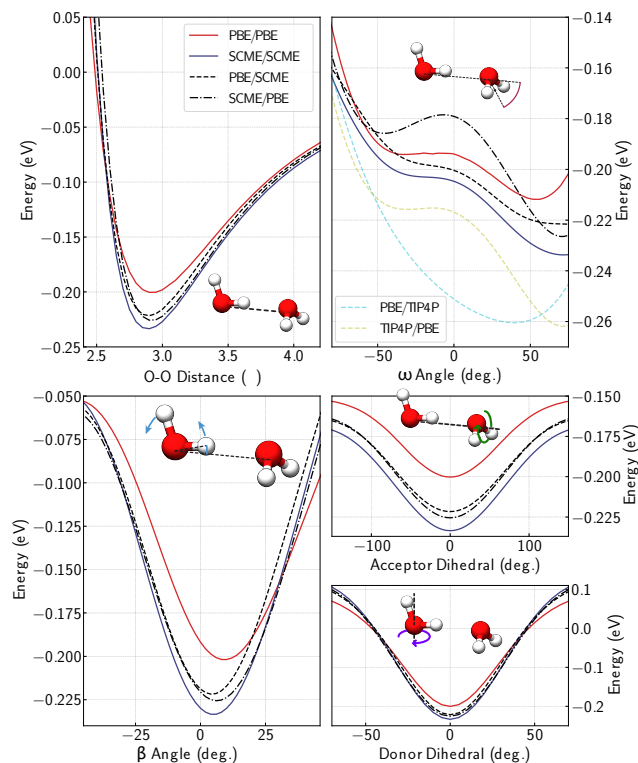 0.05
0.00
−0.05
−0.10
−0.15
−0.20
−0.25
Energy (eV)
PBE/PBE
SCME/SCME
PBE/SCME
SCME/PBE
2.5
3.0
3.5
4.0
O-O Distance ( )
−0.14
−0.16
−0.18
−0.20
−0.22
−0.24
−0.26
Energy (eV)
PBE/TIP4P
TIP4P/PBE
−50
0
50
ω Angle (deg.)
−0.050
−0.075
−0.100
−0.125
−0.150
−0.175
−0.200
−0.225
Energy (eV)
−25
0
25
β Angle (deg.)
−0.150
−0.175
−0.200
−0.225
Energy (eV)
−100
0
100
Acceptor Dihedral (deg.)
0.1
0.0
−0.1
−0.2
Energy (eV)
−50
0
50
Donor Dihedral (deg.)